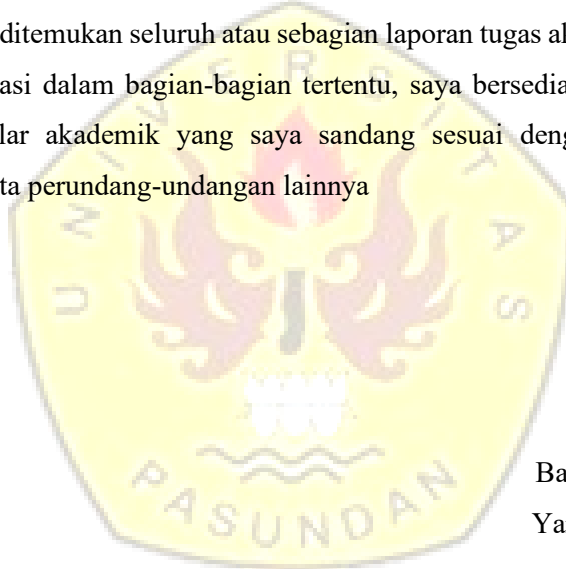 ditemukan seluruh atau sebagian laporan tugas al
asi dalam bagian-bagian tertentu, saya bersedia
lar akademik yang saya sandang sesuai deng
ta perundang-undangan lainnya
UNIVERSITAS
PASUNDAN
Ba
Ya